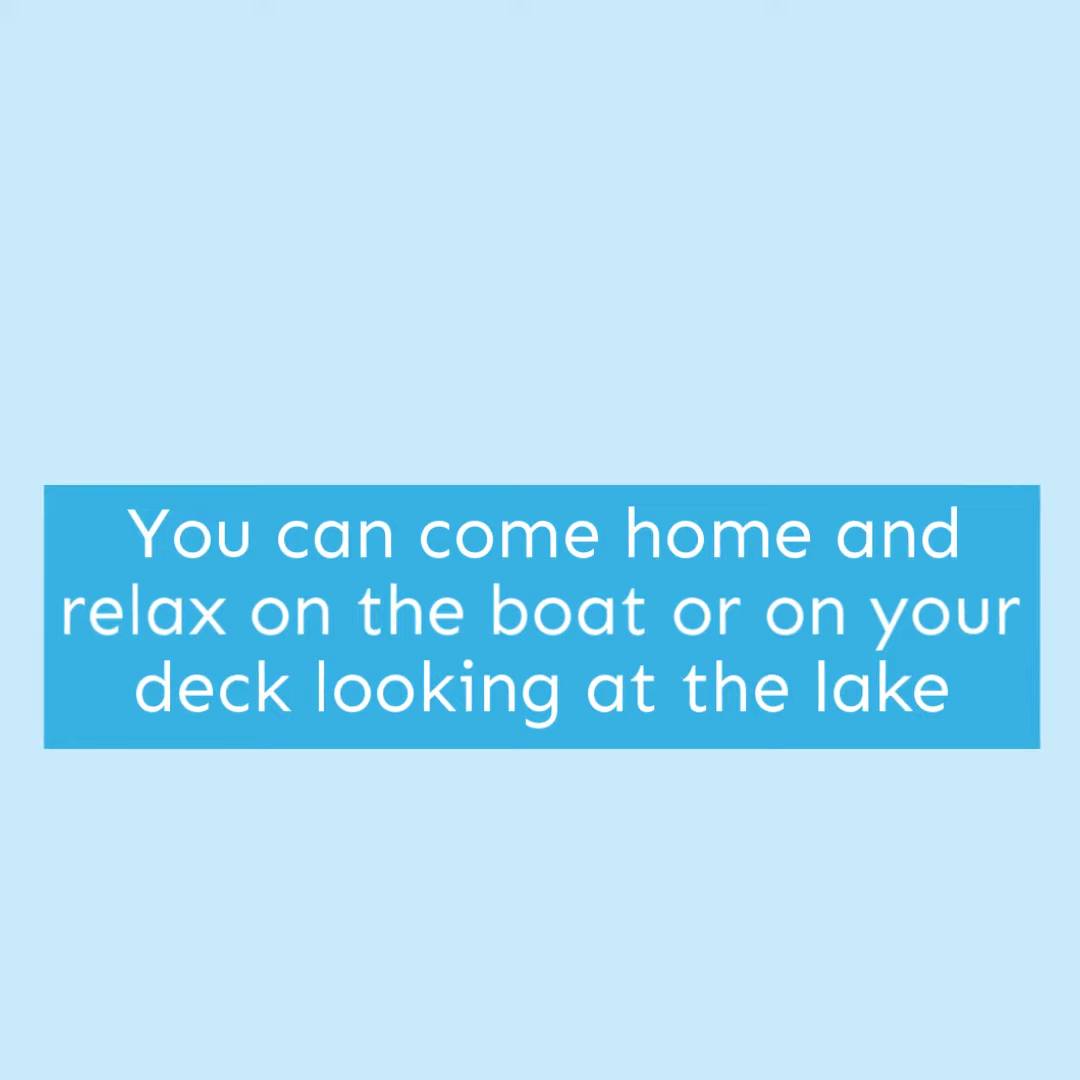 You can come home and
relax on the boat or on your
deck looking at the lake